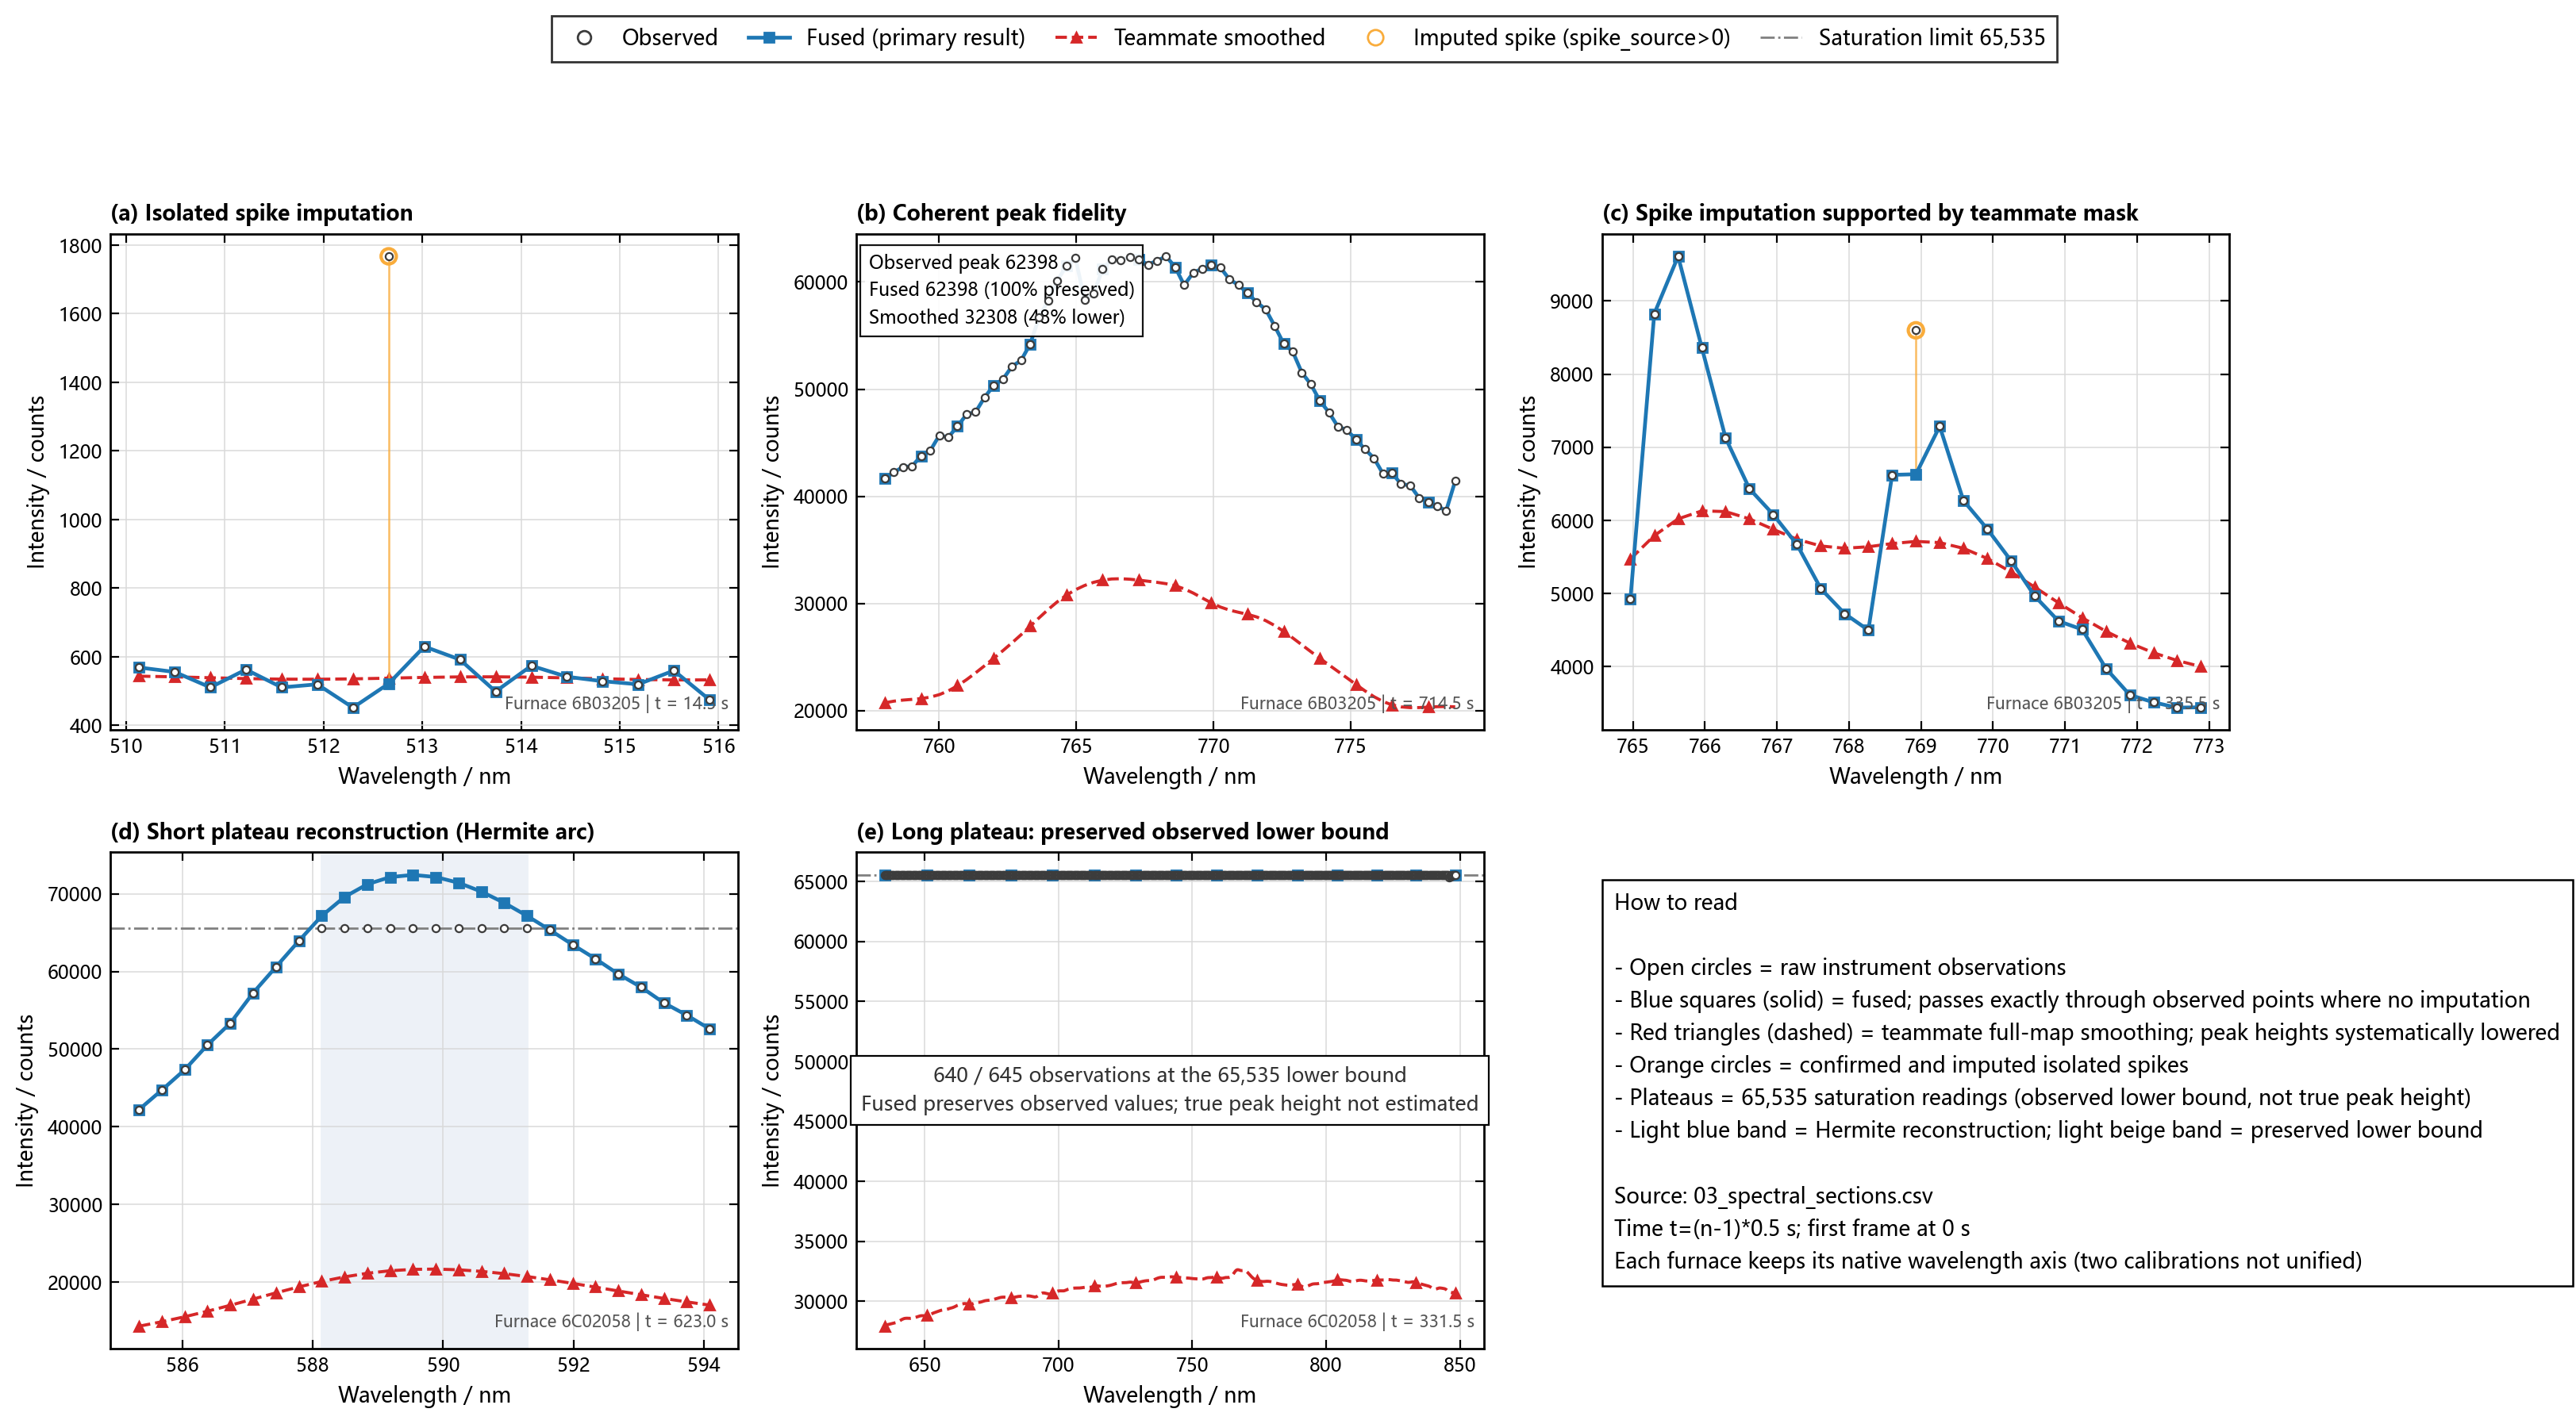 Observed
Fused (primary result)
Teammate smoothed
Imputed spike (spike_source>0)
Saturation limit 65,535
(a) Isolated spike imputation
1800
1600
1400
1200
1000
800
600
400
Intensity / counts
Furnace 6B03205 | t = 14.5 s
510
511
512
513
514
515
516
Wavelength / nm
(b) Coherent peak fidelity
Observed peak 62398
Fused 62398 (100% preserved)
Smoothed 32308 (48% lower)
60000
50000
40000
30000
20000
Intensity / counts
Furnace 6B03205 | t = 714.5 s
760
765
770
775
Wavelength / nm
(c) Spike imputation supported by teammate mask
9000
8000
7000
6000
5000
4000
Intensity / counts
Furnace 6B03205 | t = 335.5 s
765
766
767
768
769
770
771
772
773
Wavelength / nm
(d) Short plateau reconstruction (Hermite arc)
70000
60000
50000
40000
30000
20000
Intensity / counts
Furnace 6C02058 | t = 623.0 s
586
588
590
592
594
Wavelength / nm
(e) Long plateau: preserved observed lower bound
65000
60000
55000
50000
45000
40000
35000
30000
Intensity / counts
640 / 645 observations at the 65,535 lower bound
Fused preserves observed values; true peak height not estimated
Furnace 6C02058 | t = 331.5 s
650
700
750
800
850
Wavelength / nm
How to read
- Open circles = raw instrument observations
- Blue squares (solid) = fused; passes exactly through observed points where no imputation
- Red triangles (dashed) = teammate full-map smoothing; peak heights systematically lowered
- Orange circles = confirmed and imputed isolated spikes
- Plateaus = 65,535 saturation readings (observed lower bound, not true peak height)
- Light blue band = Hermite reconstruction; light beige band = preserved lower bound
Source: 03_spectral_sections.csv
Time t=(n-1)*0.5 s; first frame at 0 s
Each furnace keeps its native wavelength axis (two calibrations not unified)